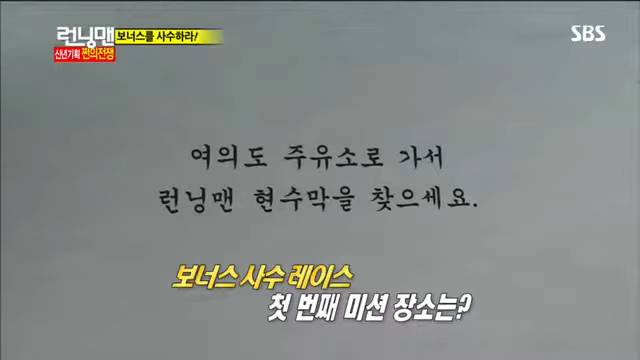 런닝맨 보너스를 사수하라!
신년기획 쩐의전쟁
SBS
여의도 주유소로 가서
런닝맨 현수막을 찾으세요.
보너스 사수 레이스
첫 번째 미션 장소는?